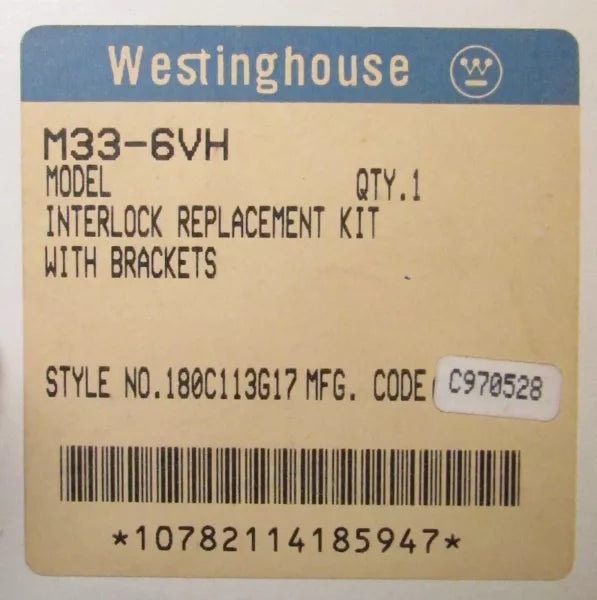 Westinghouse W
M33-6VH
MODEL QTY.1
INTERLOCK REPLACEMENT KIT
WITH BRACKETS
STYLE NO.180C113G17 MFG. CODE C970528
*10782114185947*